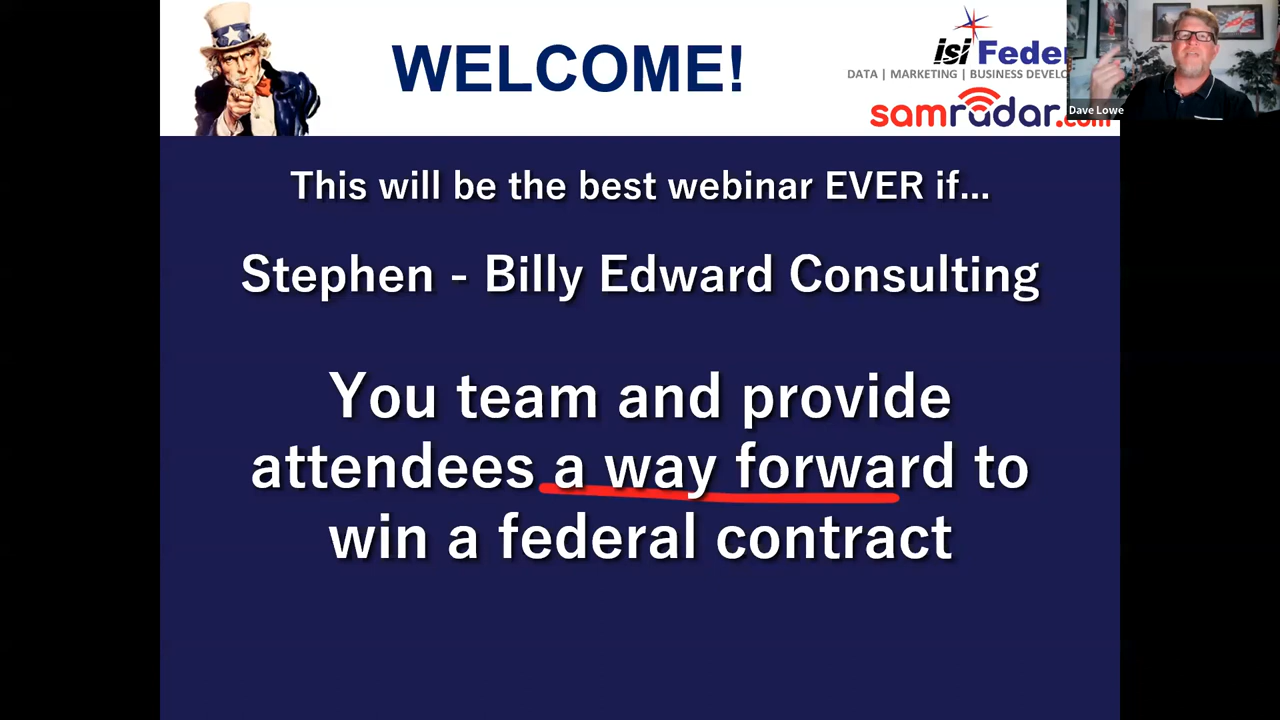 WELCOME!
isi Feder
DATA | MARKETING | BUSINESS DEVELO
samradar.com
Dave Lowe
This will be the best webinar EVER if...
Stephen - Billy Edward Consulting
You team and provide
attendees a way forward to
win a federal contract